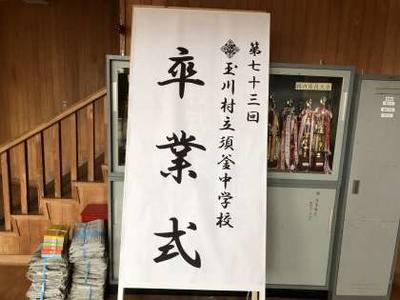 第七十三回
玉川村立須釜中学校
卒業式